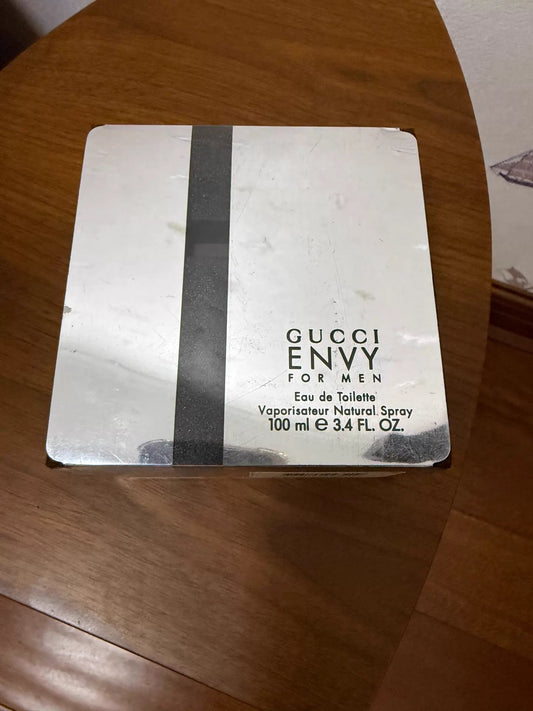 GUCCI
ENVY
FOR MEN
Eau de Toilette
Vaporisateur Natural Spray
100 ml e 3.4 FL. OZ.